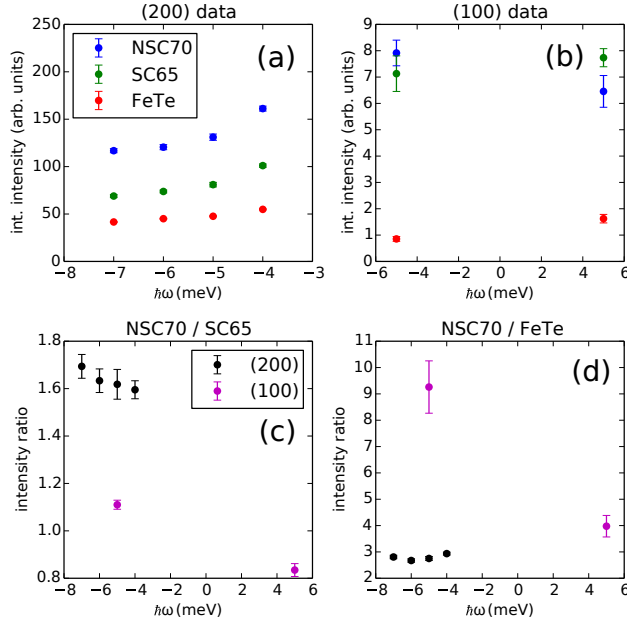 (200) data
250
200
150
100
50
0
int. intensity (arb. units)
NSC70
SC65
FeTe
(a)
−8 −7 −6 −5 −4 −3
ħω (meV)
(100) data
9
8
7
6
5
4
3
2
1
0
int. intensity (arb. units)
(b)
−6 −4 −2 0 2 4 6
ħω (meV)
NSC70 / SC65
1.8
1.6
1.4
1.2
1.0
0.8
intensity ratio
(200)
(100)
(c)
−8 −6 −4 −2 0 2 4 6
ħω (meV)
NSC70 / FeTe
11
10
9
8
7
6
5
4
3
2
intensity ratio
(d)
−8 −6 −4 −2 0 2 4 6
ħω (meV)